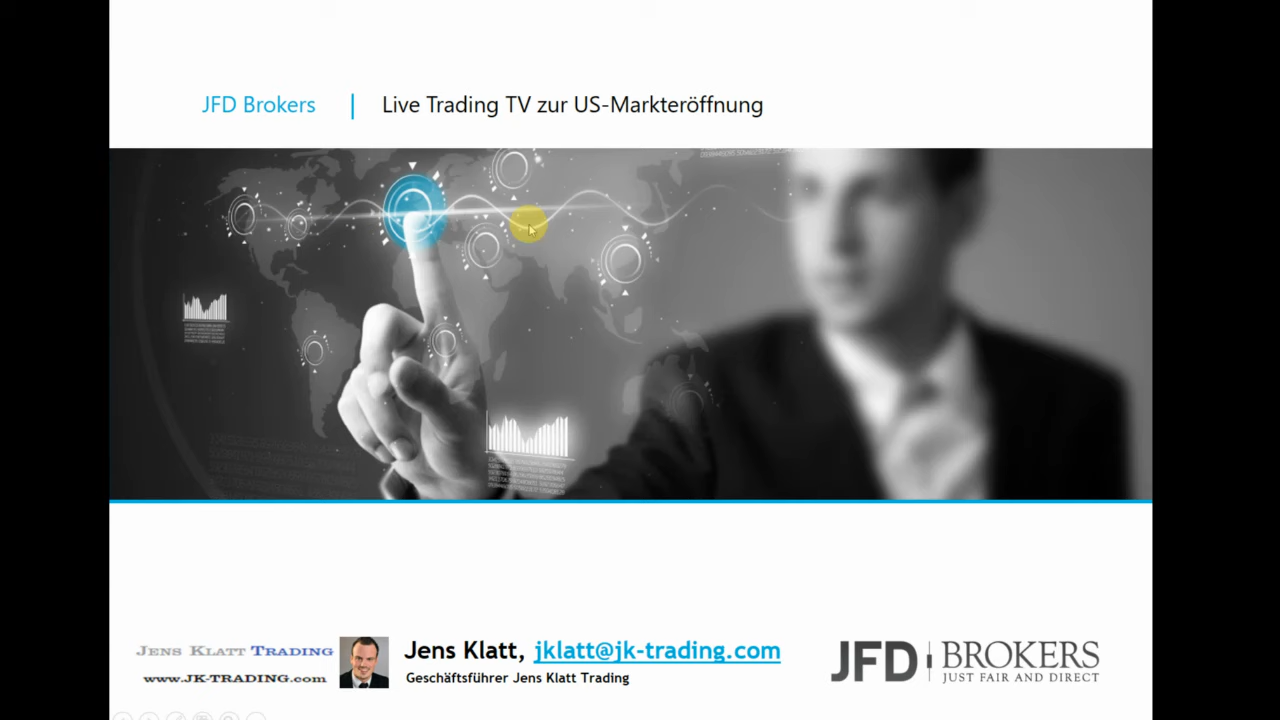 JFD Brokers | Live Trading TV zur US-Markteröffnung
JENS KLATT TRADING
www.JK-TRADING.com
Jens Klatt, jklatt@jk-trading.com
Geschäftsführer Jens Klatt Trading
JFD | BROKERS
JUST FAIR AND DIRECT